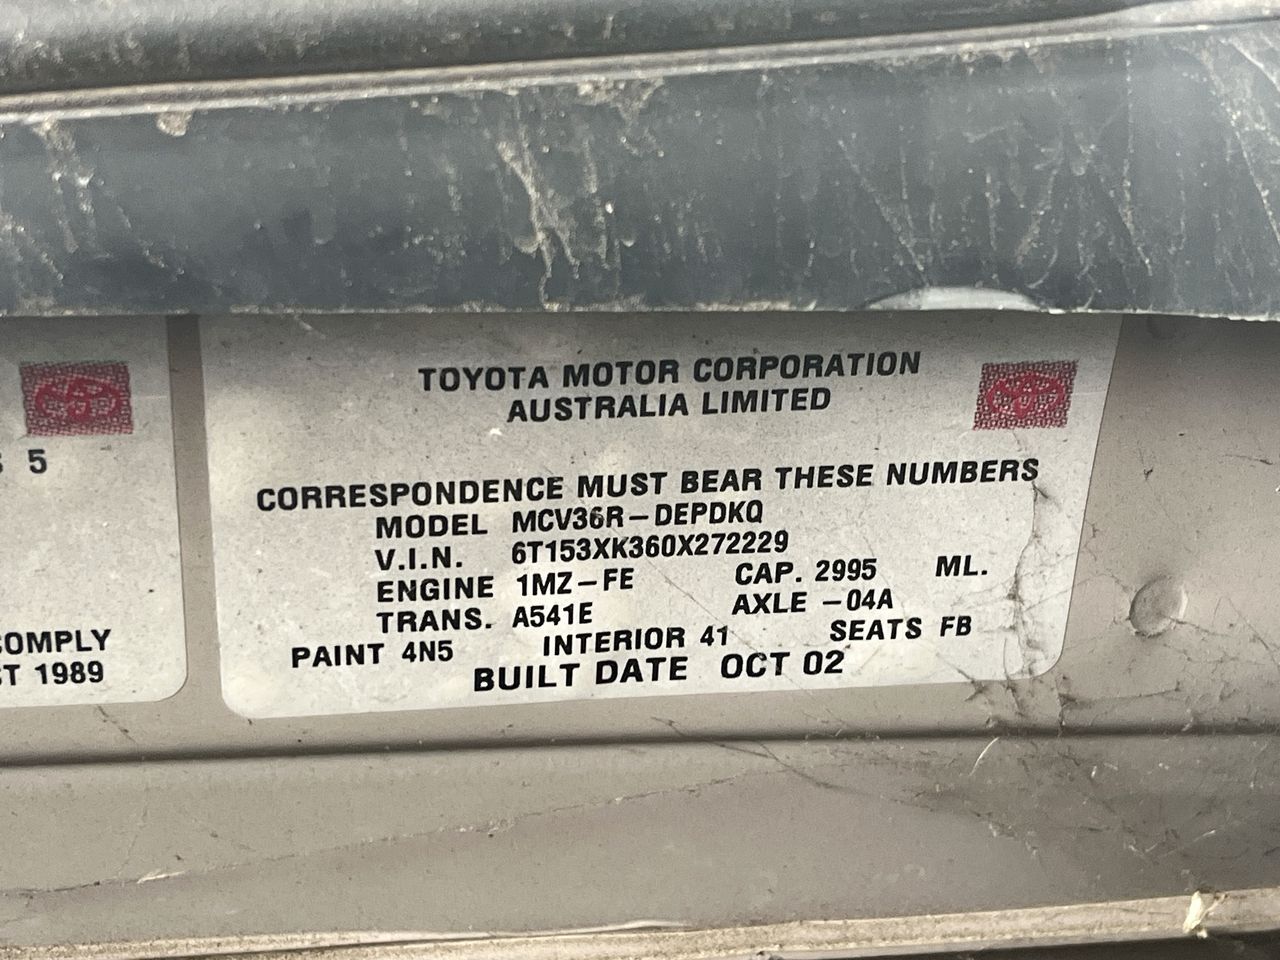 5
OMPLY
T 1989
TOYOTA MOTOR CORPORATION
AUSTRALIA LIMITED
CORRESPONDENCE MUST BEAR THESE NUMBERS
MODEL MCV36R-DEPDKQ
V.I.N. 6T153XK360X272229
ENGINE 1MZ-FE CAP. 2995 ML.
TRANS. A541E AXLE -04A
PAINT 4N5 INTERIOR 41 SEATS FB
BUILT DATE OCT 02